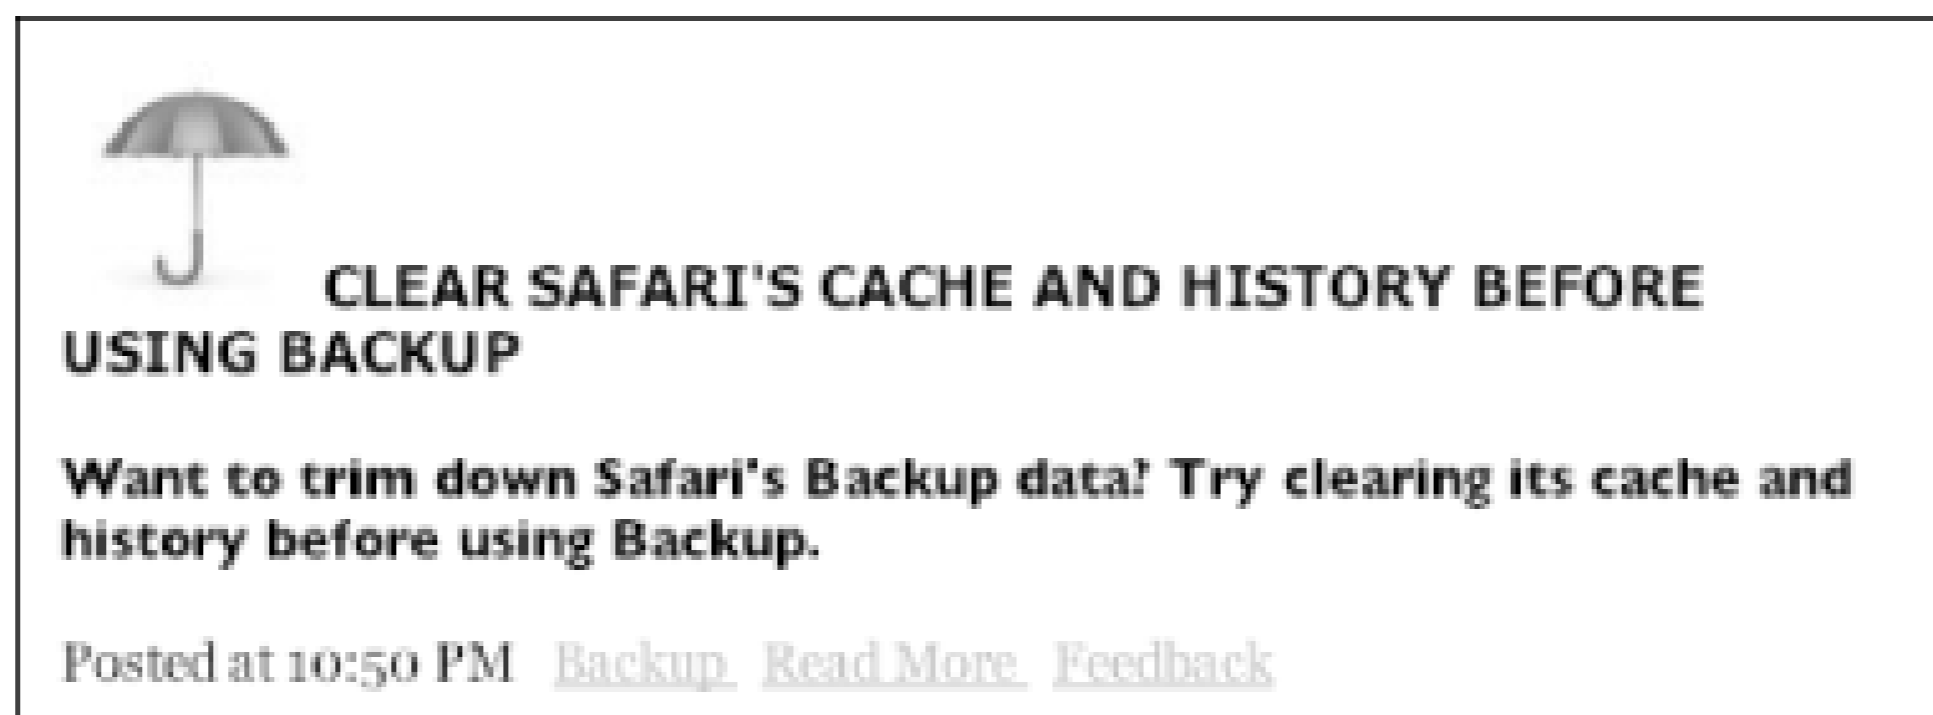 CLEAR SAFARI'S CACHE AND HISTORY BEFORE
USING BACKUP
Want to trim down Safari's Backup data? Try clearing its cache and
history before using Backup.
Posted at 10:50 PM Backup Read More Feedback